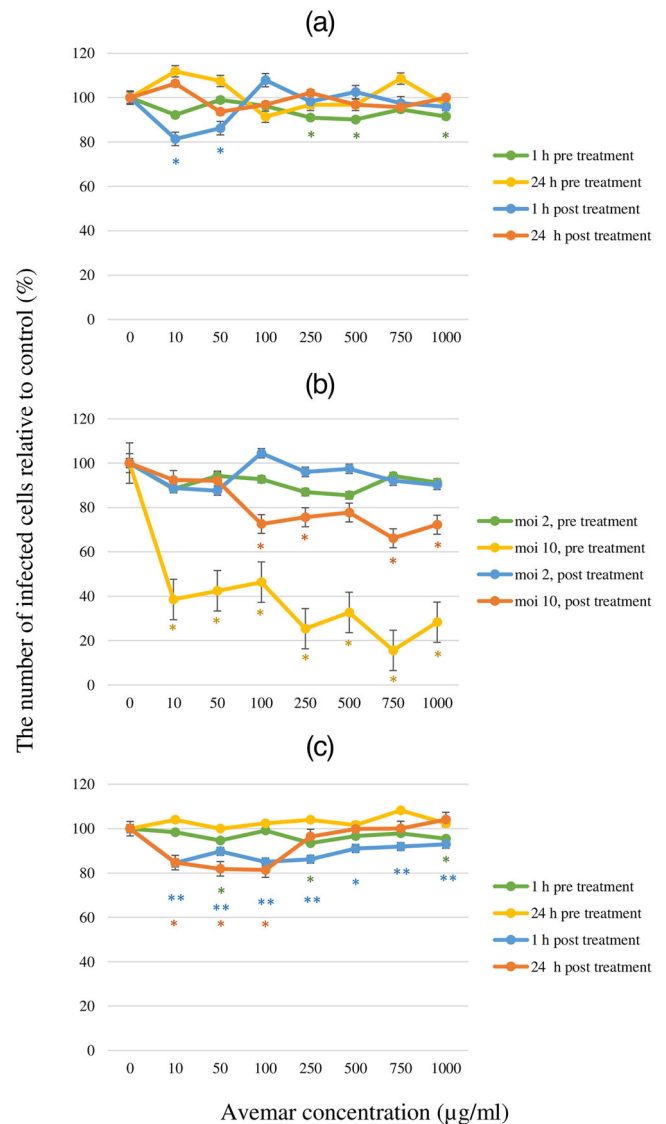 (a)
120
100
80
60
40
20
0
0 10 50 100 250 500 750 1000
* * * * *
1 h pre treatment
24 h pre treatment
1 h post treatment
24 h post treatment
The number of infected cells relative to control (%)
(b)
120
100
80
60
40
20
0
0 10 50 100 250 500 750 1000
* * * *
* * * * * * *
moi 2, pre treatment
moi 10, pre treatment
moi 2, post treatment
moi 10, post treatment
(c)
120
100
80
60
40
20
0
0 10 50 100 250 500 750 1000
* * *
** ** ** ** * ** **
* * *
1 h pre treatment
24 h pre treatment
1 h post treatment
24 h post treatment
Avemar concentration (µg/ml)